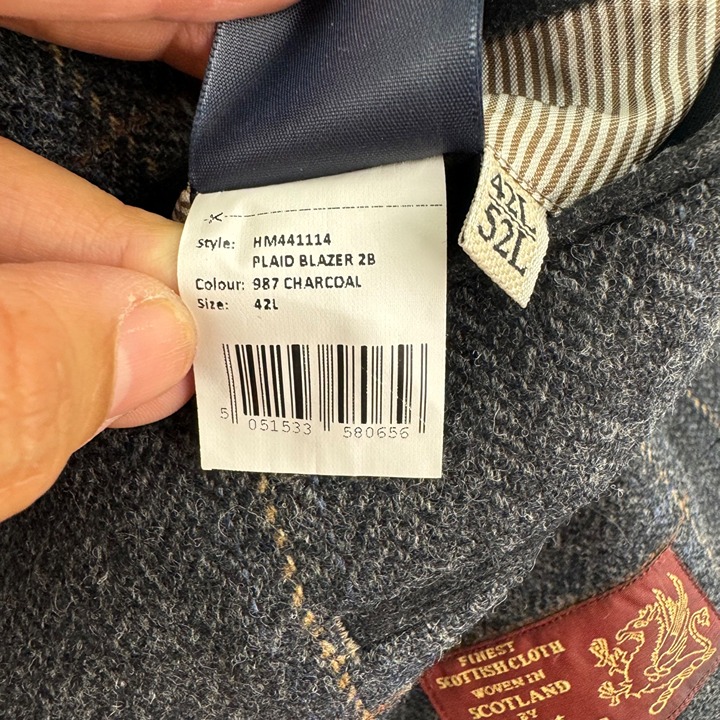 Style: HM441114
PLAID BLAZER 2B
Colour: 987 CHARCOAL
Size: 42L
5 051533 580656
52L
FINEST
SCOTTISH CLOTH
WOVEN IN
SCOTLAND
BY